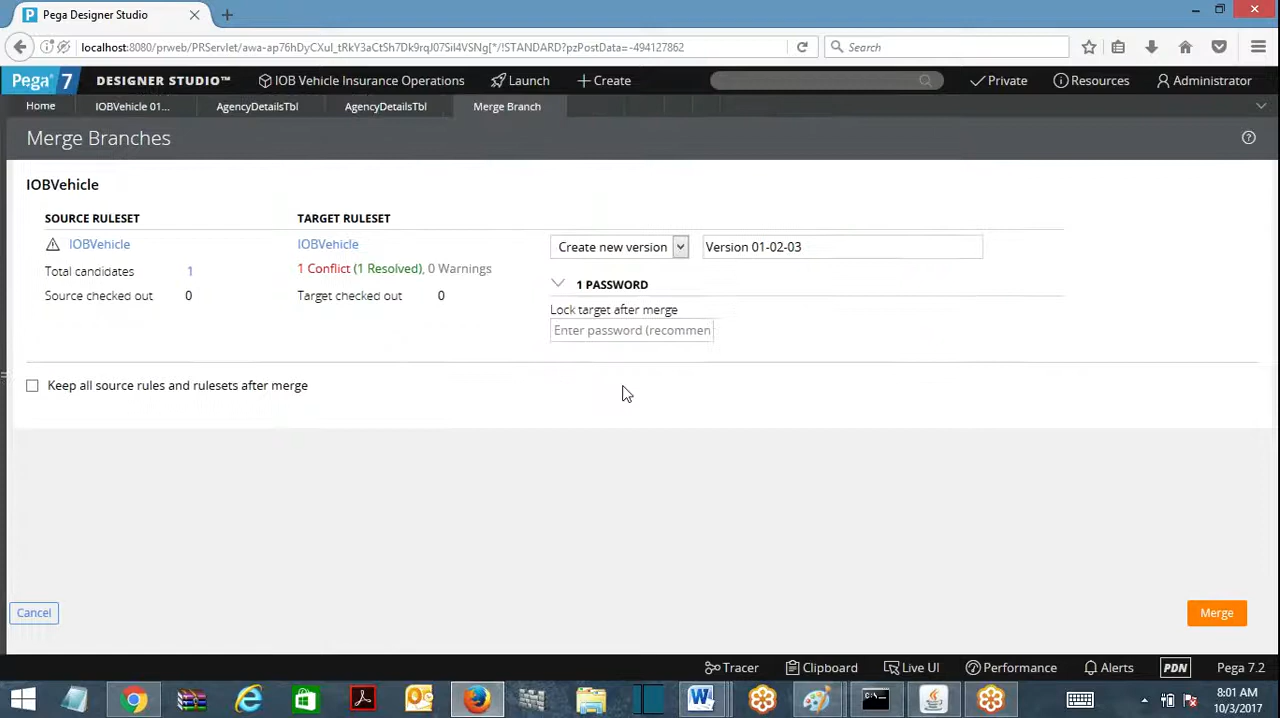 Pega Designer Studio
localhost:8080/prweb/PRServlet/awa-ap76hDyCXul_tRkY3aCtSh7Dk9rqJ07Sil4VSNg[*/!STANDARD?pzPostData=-494127862
Search
Pega 7 DESIGNER STUDIO™ IOB Vehicle Insurance Operations Launch Create Private Resources Administrator
Home IOBVehicle 01... AgencyDetailsTbl AgencyDetailsTbl Merge Branch
Merge Branches
IOBVehicle
SOURCE RULESET TARGET RULESET
IOBVehicle IOBVehicle Create new version Version 01-02-03
Total candidates 1 1 Conflict (1 Resolved), 0 Warnings
1 PASSWORD
Source checked out 0 Target checked out 0
Lock target after merge
Enter password (recommen
Keep all source rules and rulesets after merge
Cancel Merge
Tracer Clipboard Live UI Performance Alerts PDN Pega 7.2
8:01 AM
10/3/2017